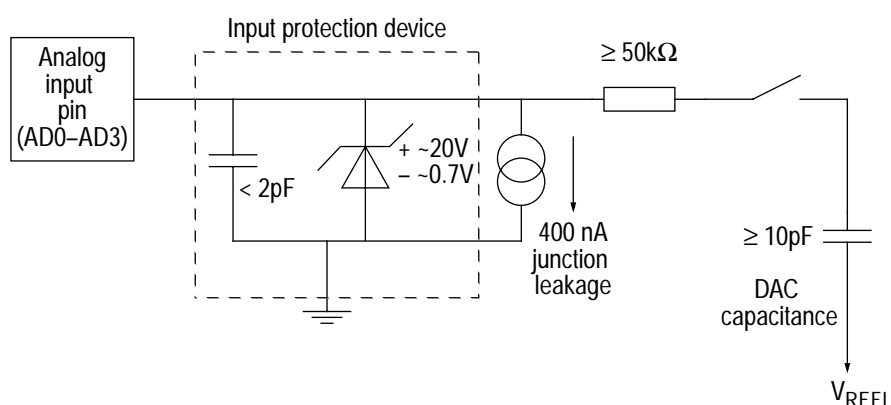 Input protection device
Analog
input
pin
(AD0–AD3)
< 2pF
+ ~20V
– ~0.7V
400 nA
junction
leakage
≥ 50kΩ
≥ 10pF
DAC
capacitance